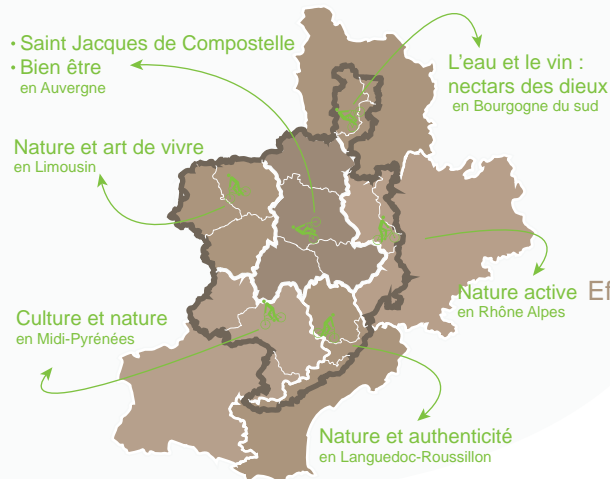 • Saint Jacques de Compostelle
• Bien être
en Auvergne
L'eau et le vin :
nectars des dieux
en Bourgogne du sud
Nature et art de vivre
en Limousin
Nature active
en Rhône Alpes
Ef
Culture et nature
en Midi-Pyrénées
Nature et authenticité
en Languedoc-Roussillon